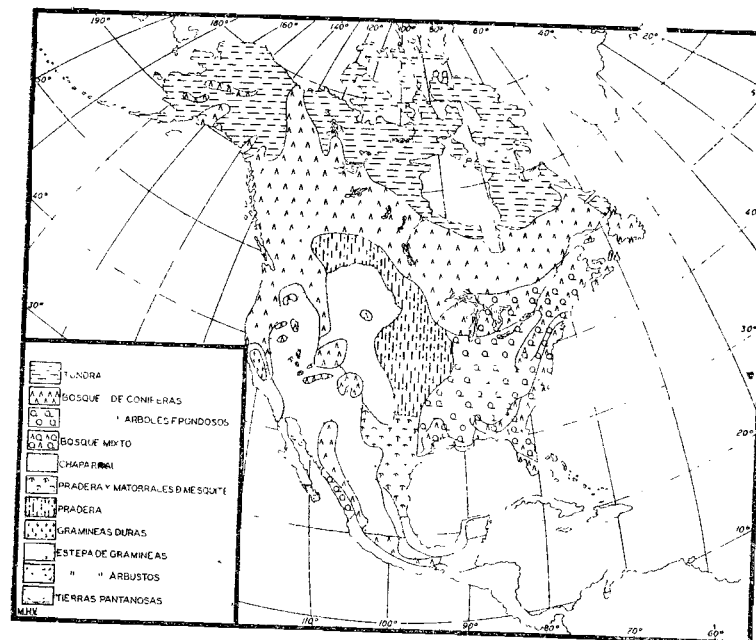 190° 180° 160° 140° 120° 100° 80° 60° 40° 20°
50°
40° 40°
30° 30°
20°
10°
TUNDRA
BOSQUE DE CONIFERAS
" ARBOLES FRONDOSOS
BOSQUE MIXTO
CHAPARRAL
PRADERA Y MATORRALES D MESQUITE
PRADERA
GRAMINEAS DURAS
ESTEPA DE GRAMINEAS
" " ARBUSTOS
TIERRAS PANTANOSAS
M.H.V.
110° 100° 90° 80° 70° 60°